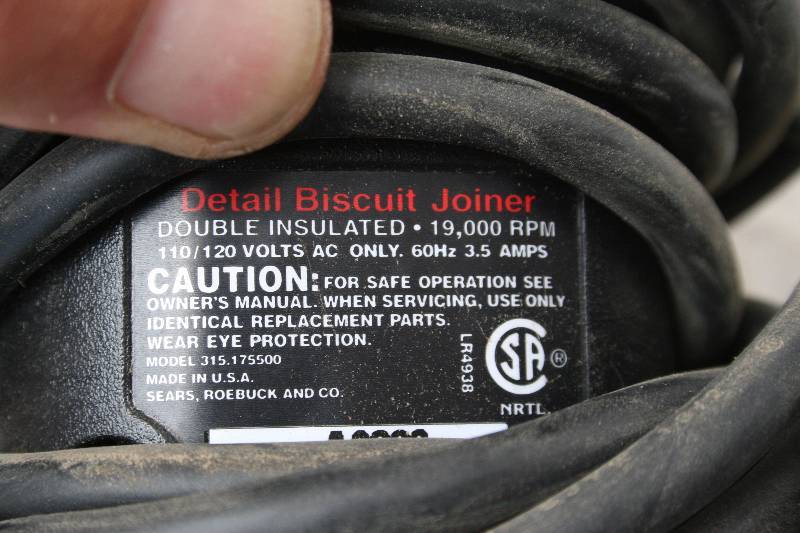 Detail Biscuit Joiner
DOUBLE INSULATED • 19,000 RPM
110/120 VOLTS AC ONLY. 60Hz 3.5 AMPS
CAUTION: FOR SAFE OPERATION SEE
OWNER'S MANUAL. WHEN SERVICING, USE ONLY
IDENTICAL REPLACEMENT PARTS.
WEAR EYE PROTECTION.
MODEL 315.175500
MADE IN U.S.A.
SEARS, ROEBUCK AND CO.
LR4938
SA ®
NRTL